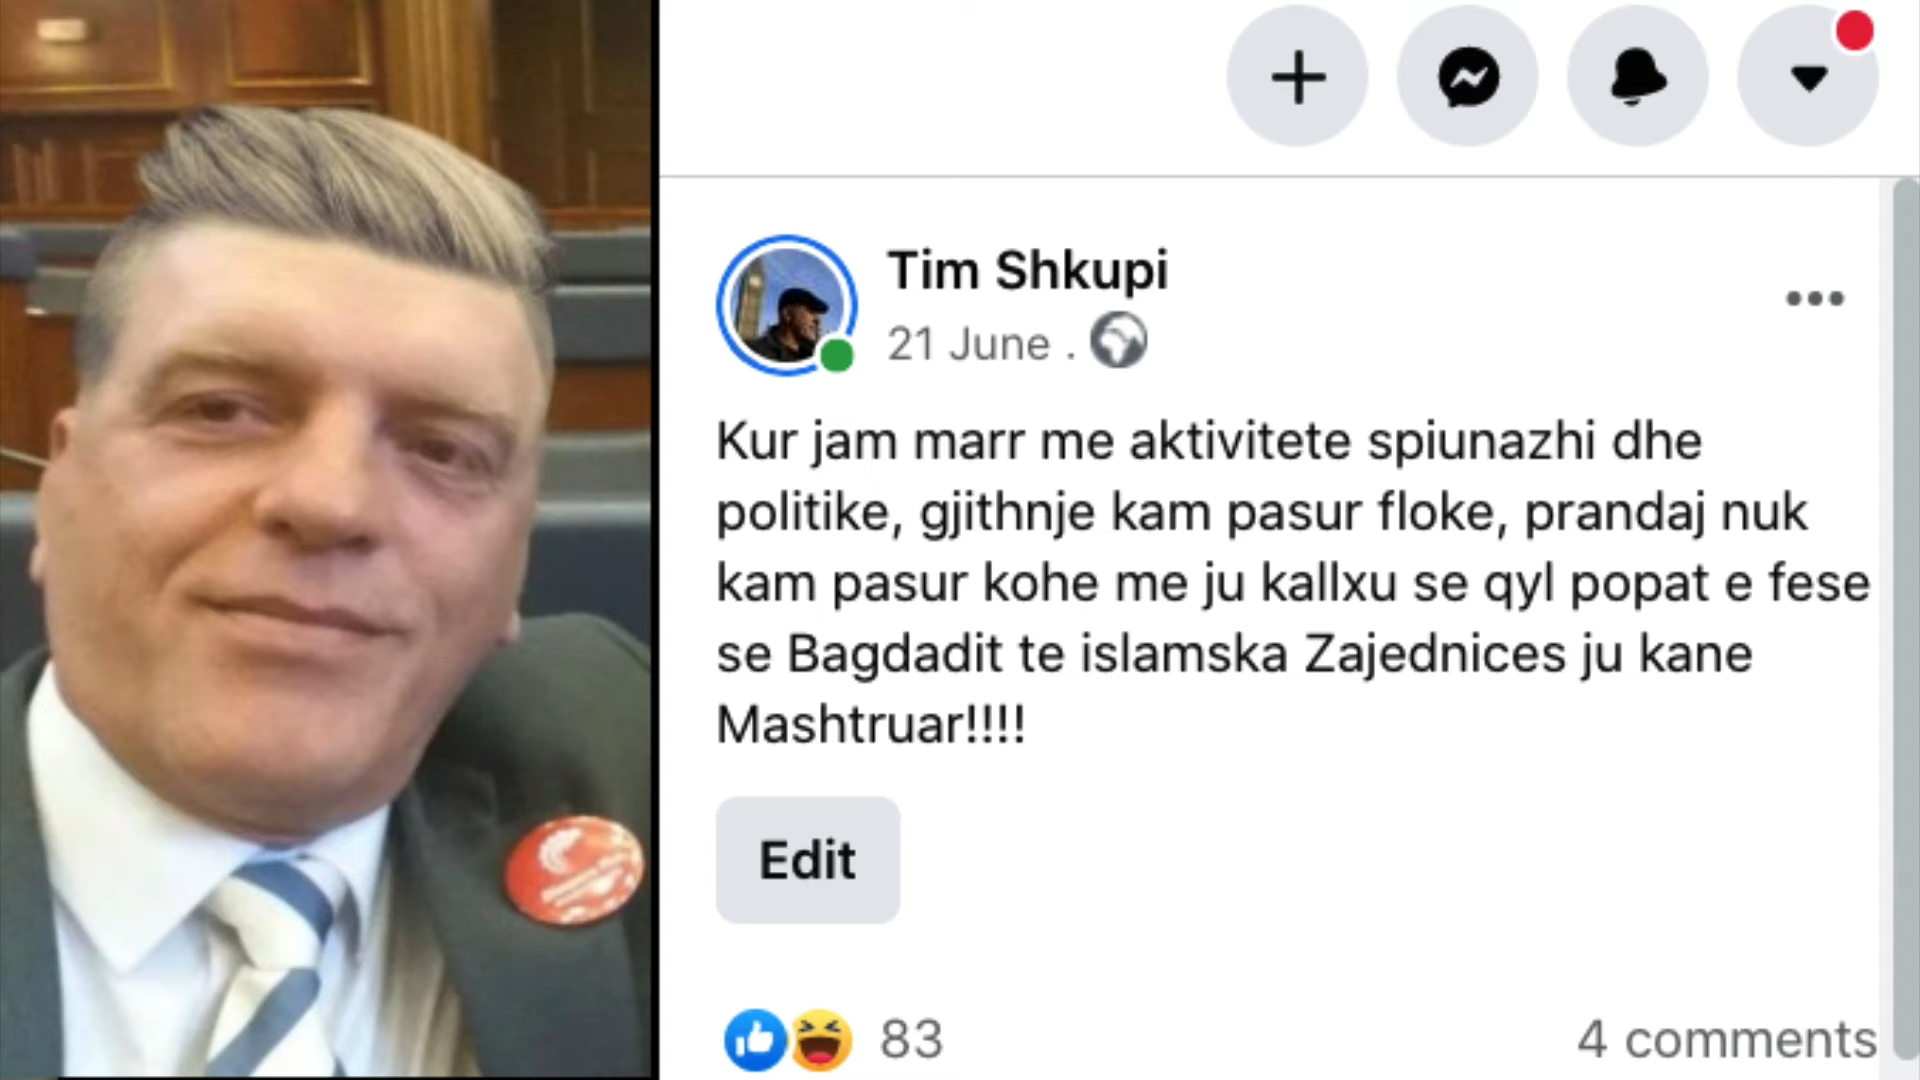 Tim Shkupi
21 June .
Kur jam marr me aktivitete spiunazhi dhe
politike, gjithnje kam pasur floke, prandaj nuk
kam pasur kohe me ju kallxu se qyl popat e fese
se Bagdadit te islamska Zajednices ju kane
Mashtruar!!!!
Edit
83
4 comments